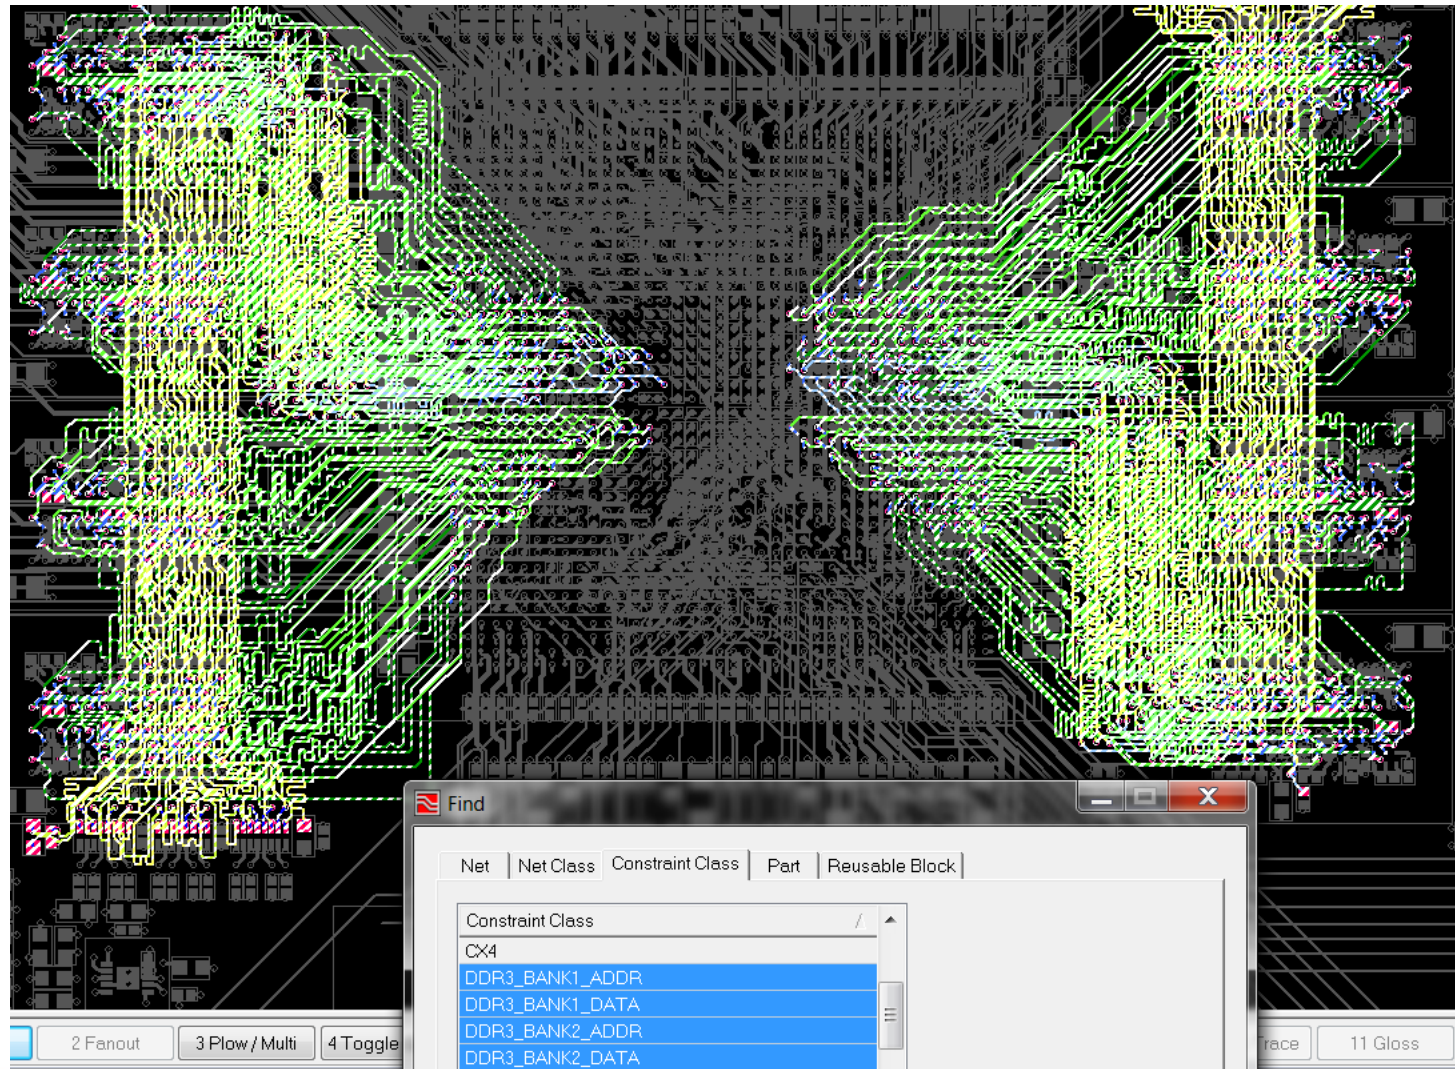 Find
Net Net Class Constraint Class Part Reusable Block
Constraint Class
CX4
DDR3_BANK1_ADDR
DDR3_BANK1_DATA
DDR3_BANK2_ADDR
DDR3_BANK2_DATA
2 Fanout 3 Plow / Multi 4 Toggle Trace 11 Gloss